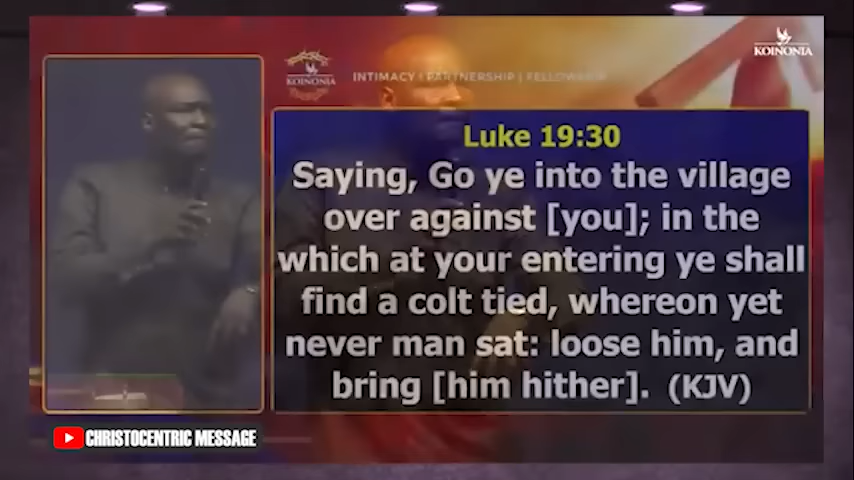 KOINONIA
KOINONIA
INTIMACY | PARTNERSHIP | FELLOWSHIP
Luke 19:30
Saying, Go ye into the village
over against [you]; in the
which at your entering ye shall
find a colt tied, whereon yet
never man sat: loose him, and
bring [him hither]. (KJV)
CHRISTOCENTRIC MESSAGE